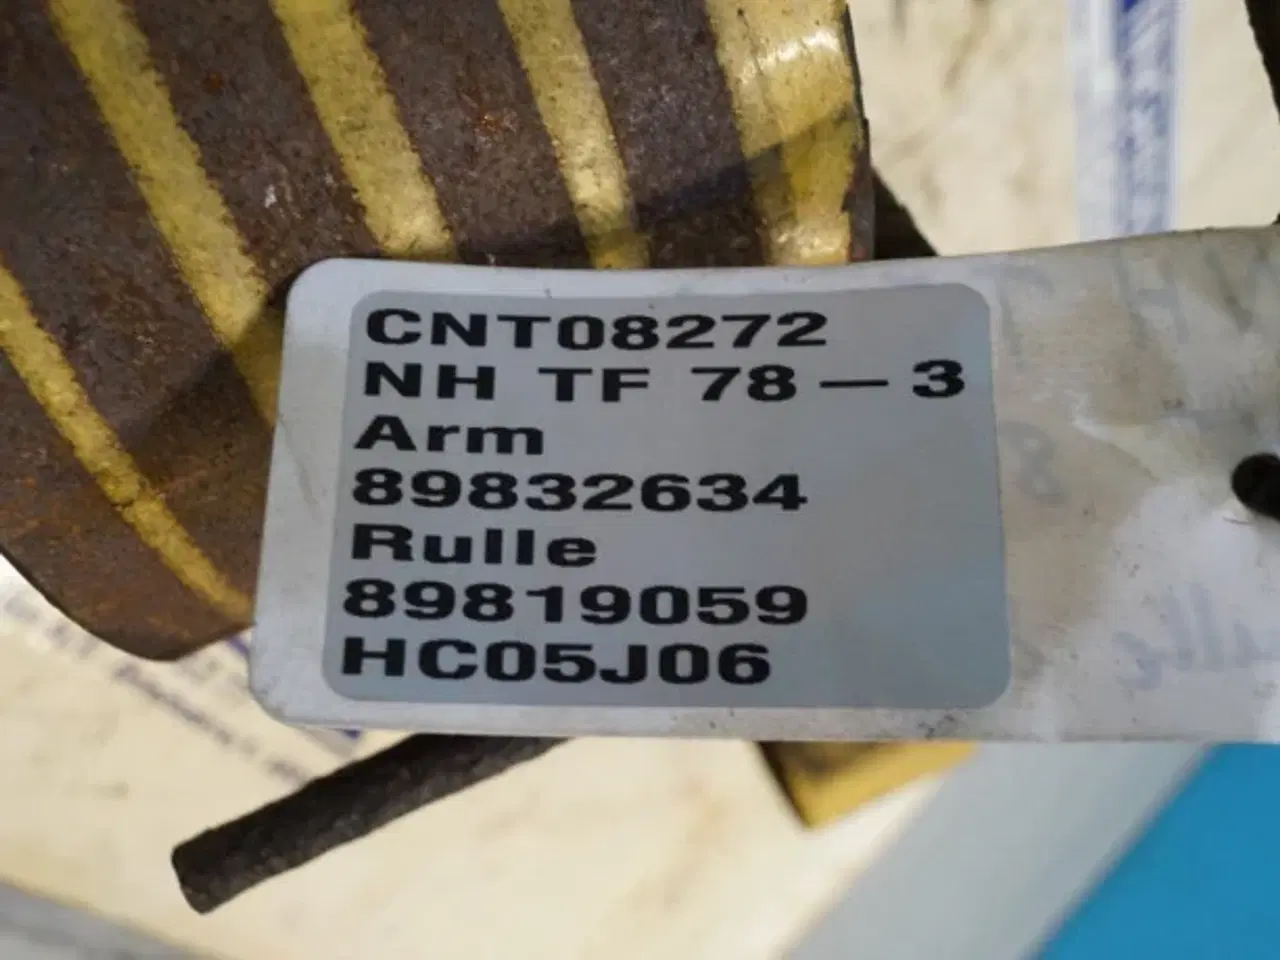 CNT08272
NH TF 78 — 3
Arm
89832634
Rulle
89819059
HC05J06